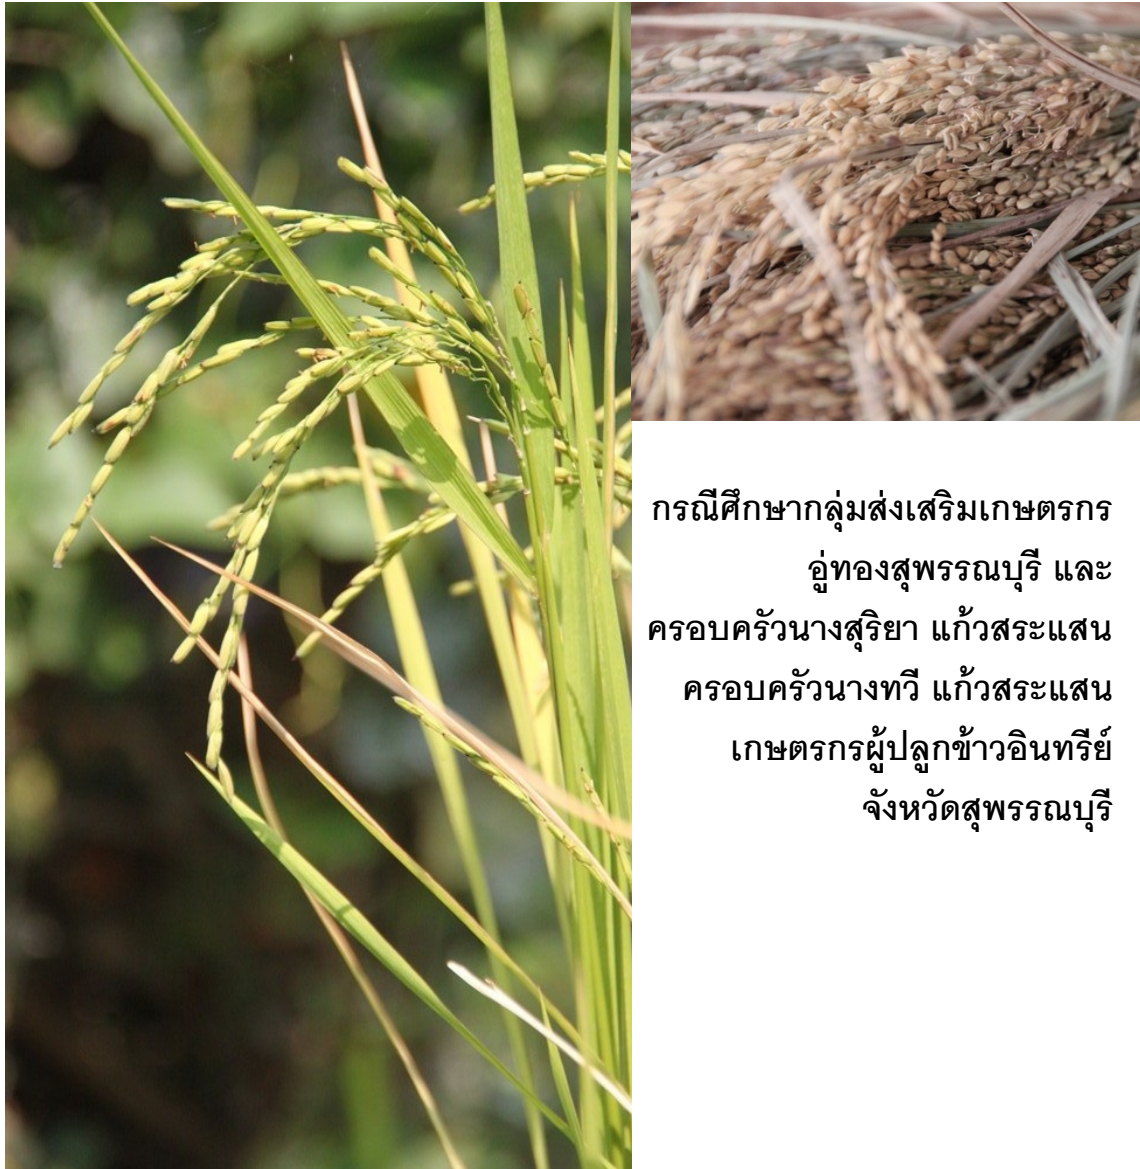 กรณีศึกษากลุ่มส่งเสริมเกษตรกร
อู่ทองสุพรรณบุรี และ
ครอบครัวนางสุริยา แก้วสระแสน
ครอบครัวนางทวี แก้วสระแสน
เกษตรกรผู้ปลูกข้าวอินทรีย์
จังหวัดสุพรรณบุรี